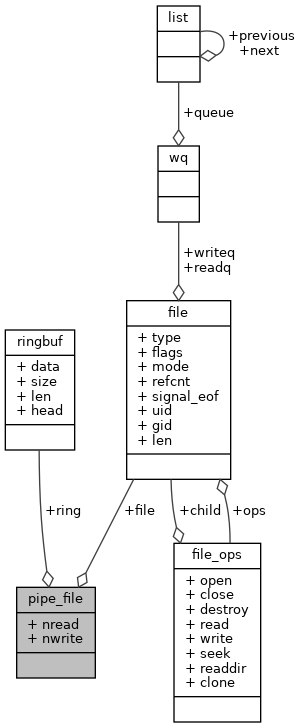 list
+previous
+next
+queue
wq
+writeq
+readq
file
+ type
+ flags
+ mode
+ refcnt
+ signal_eof
+ uid
+ gid
+ len
ringbuf
+ data
+ size
+ len
+ head
+ring
+file
+child
+ops
pipe_file
+ nread
+ nwrite
file_ops
+ open
+ close
+ destroy
+ read
+ write
+ seek
+ readdir
+ clone